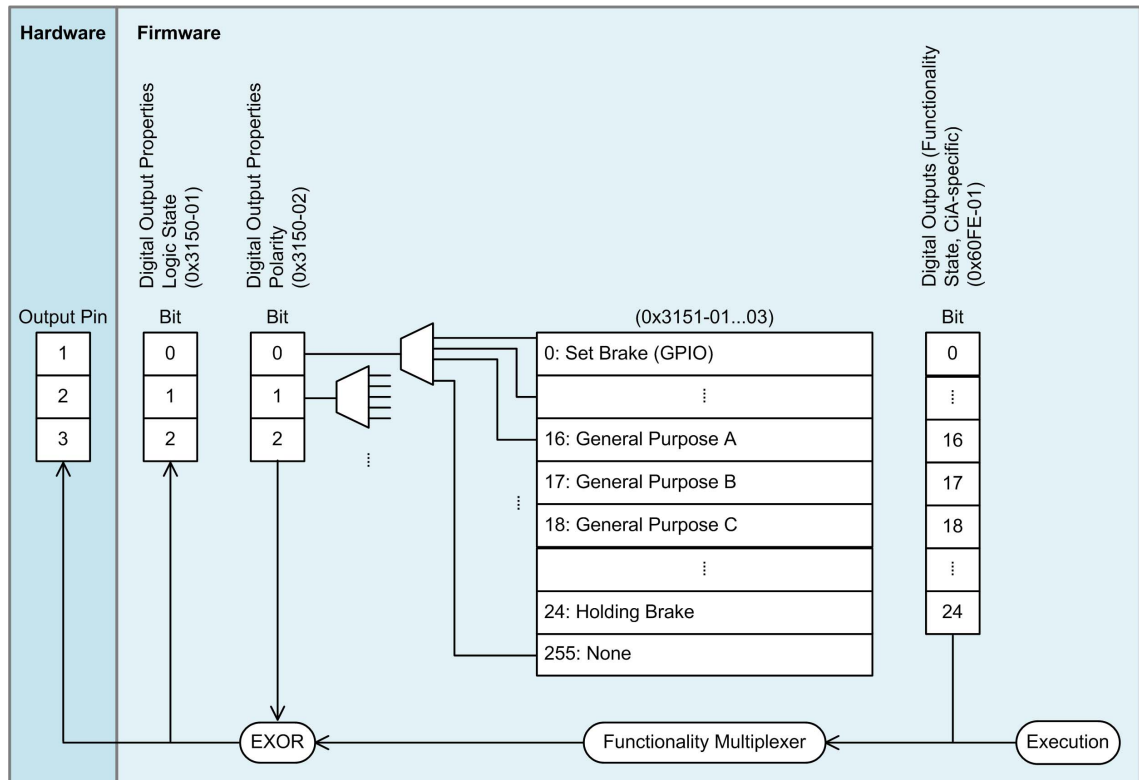 Hardware
Firmware
Digital Output Properties
Logic State
(0x3150-01)
Digital Output Properties
Polarity
(0x3150-02)
Digital Outputs (Functionality
State, CiA-specific)
(0x60FE-01)
Output Pin
Bit
Bit
(0x3151-01...03)
Bit
1
2
3
0
1
2
0
1
2
0: Set Brake (GPIO)
⁞
16: General Purpose A
17: General Purpose B
18: General Purpose C
⁞
24: Holding Brake
255: None
0
⁞
16
17
18
⁞
24
⁞
⁞
EXOR
Functionality Multiplexer
Execution